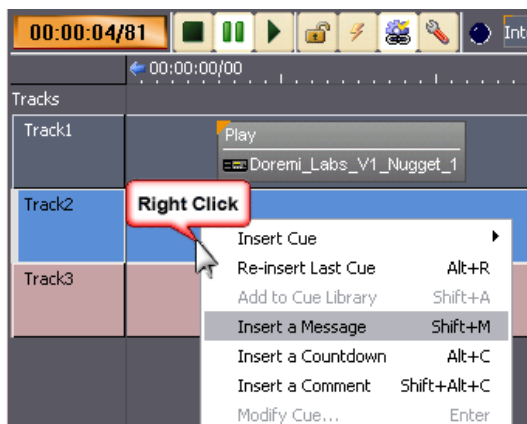 00:00:04/81
Int
00:00:00/00
Tracks
Track1
Play
Doremi_Labs_V1_Nugget_1
Track2
Right Click
Insert Cue
Re-insert Last Cue Alt+R
Add to Cue Library Shift+A
Track3
Insert a Message Shift+M
Insert a Countdown Alt+C
Insert a Comment Shift+Alt+C
Modify Cue... Enter